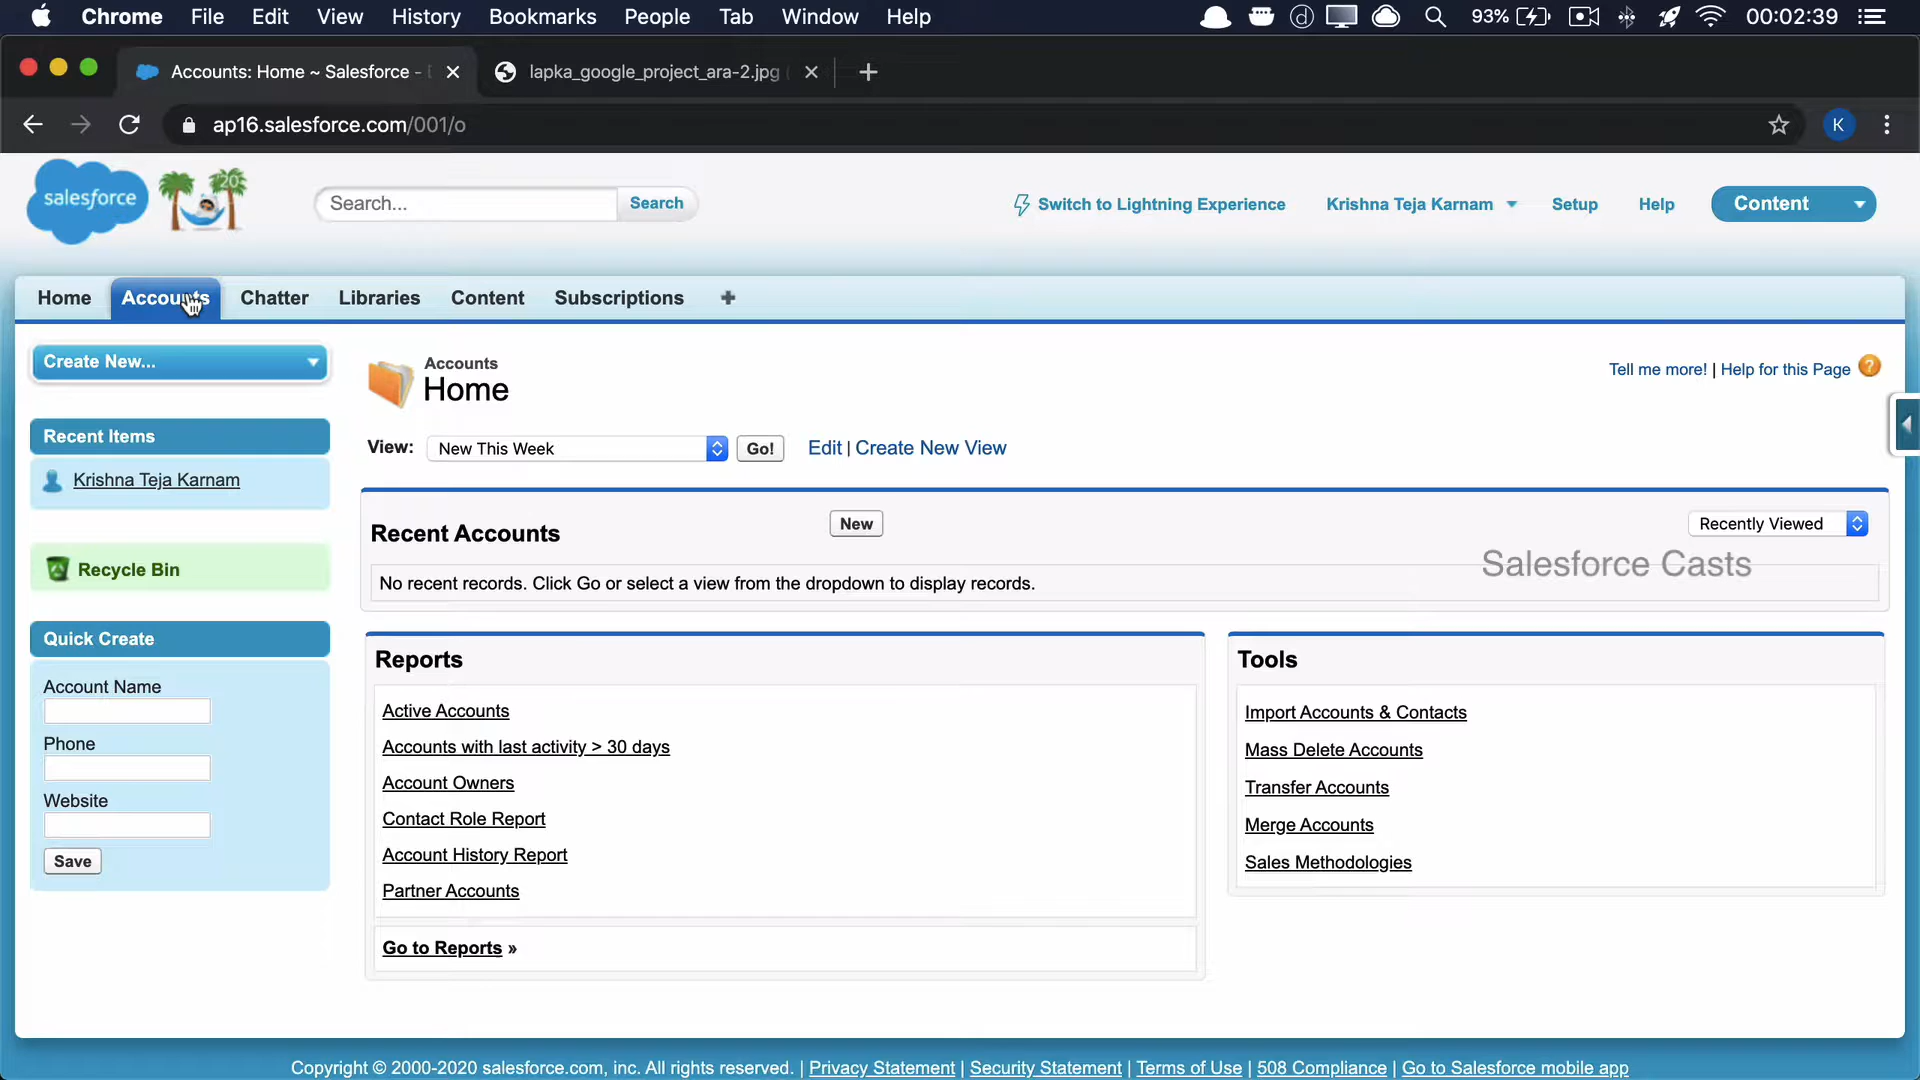 Chrome File Edit View History Bookmarks People Tab Window Help
93% 00:02:39
Accounts: Home ~ Salesforce -
lapka_google_project_ara-2.jpg
ap16.salesforce.com/001/o
K
salesforce
'20
Search...
Search
Switch to Lightning Experience
Krishna Teja Karnam
Setup
Help
Content
Home Accounts Chatter Libraries Content Subscriptions +
Create New...
Recent Items
Krishna Teja Karnam
Recycle Bin
Quick Create
Account Name
Phone
Website
Save
Accounts
Home
Tell me more! | Help for this Page ?
View: New This Week Go! Edit | Create New View
Recent Accounts
New
Recently Viewed
Salesforce Casts
No recent records. Click Go or select a view from the dropdown to display records.
Reports
Active Accounts
Accounts with last activity > 30 days
Account Owners
Contact Role Report
Account History Report
Partner Accounts
Go to Reports »
Tools
Import Accounts & Contacts
Mass Delete Accounts
Transfer Accounts
Merge Accounts
Sales Methodologies
Copyright © 2000-2020 salesforce.com, inc. All rights reserved. | Privacy Statement | Security Statement | Terms of Use | 508 Compliance | Go to Salesforce mobile app